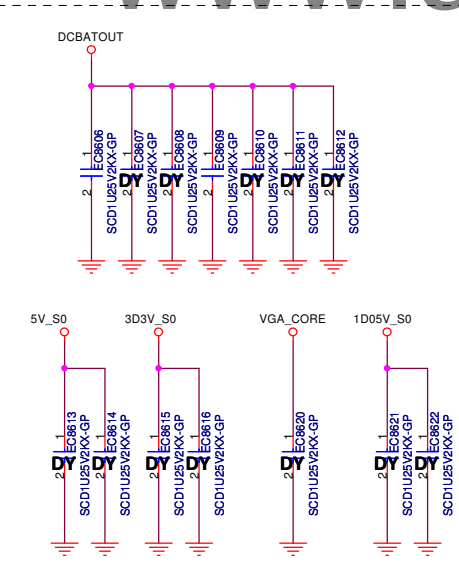 DCBATOUT
1
2
EC8606
SCD1U25V2KX-GP
1
2
DY
EC8607
SCD1U25V2KX-GP
1
2
DY
EC8608
SCD1U25V2KX-GP
1
2
EC8609
SCD1U25V2KX-GP
1
2
DY
EC8610
SCD1U25V2KX-GP
1
2
DY
EC8611
SCD1U25V2KX-GP
1
2
DY
EC8612
SCD1U25V2KX-GP
5V_S0
3D3V_S0
VGA_CORE
1D05V_S0
1
2
DY
EC8613
SCD1U25V2KX-GP
1
2
DY
EC8614
SCD1U25V2KX-GP
1
2
DY
EC8615
SCD1U25V2KX-GP
1
2
DY
EC8616
SCD1U25V2KX-GP
1
2
DY
EC8620
SCD1U25V2KX-GP
1
2
DY
EC8621
SCD1U25V2KX-GP
1
2
DY
EC8622
SCD1U25V2KX-GP